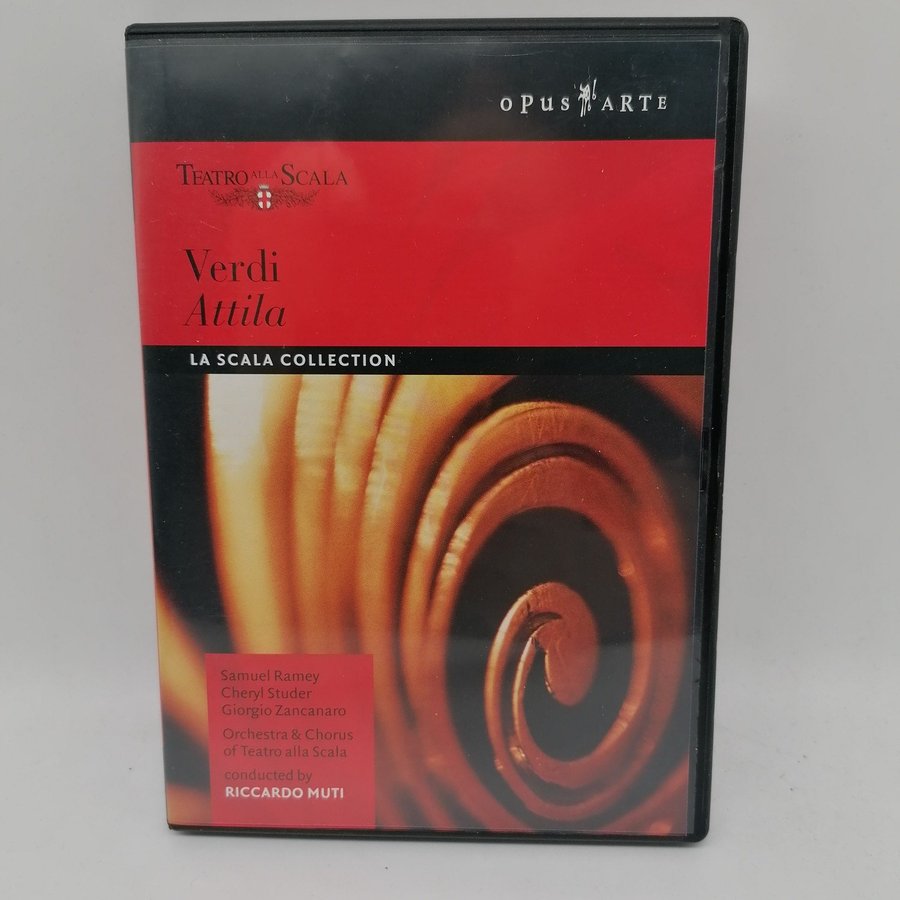 OPUS ARTE
TEATRO ALLA SCALA
Verdi
Attila
LA SCALA COLLECTION
Samuel Ramey
Cheryl Studer
Giorgio Zancanaro
Orchestra & Chorus
of Teatro alla Scala
conducted by
RICCARDO MUTI